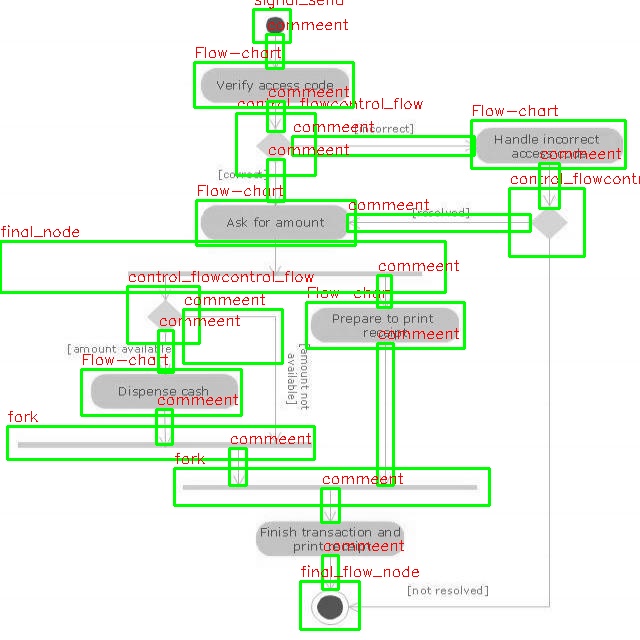 signal_send
commeent
Flow-chart
Verify access code
commeent
control_flowcontrol_flow
Flow-chart
commeent
[incorrect]
Handle incorrect
access code
commeent
commeent
[correct]
control_flowcont
Flow-chart
commeent
Ask for amount
[resolved]
final_node
commeent
control_flowcontrol_flow
Flow-chart
commeent
commeent
Prepare to print
receipt
commeent
[amount available
[amount not
available]
Flow-chart
Dispense cash
commeent
fork
commeent
fork
commeent
Finish transaction and
print receipt
commeent
final_flow_node
[not resolved]